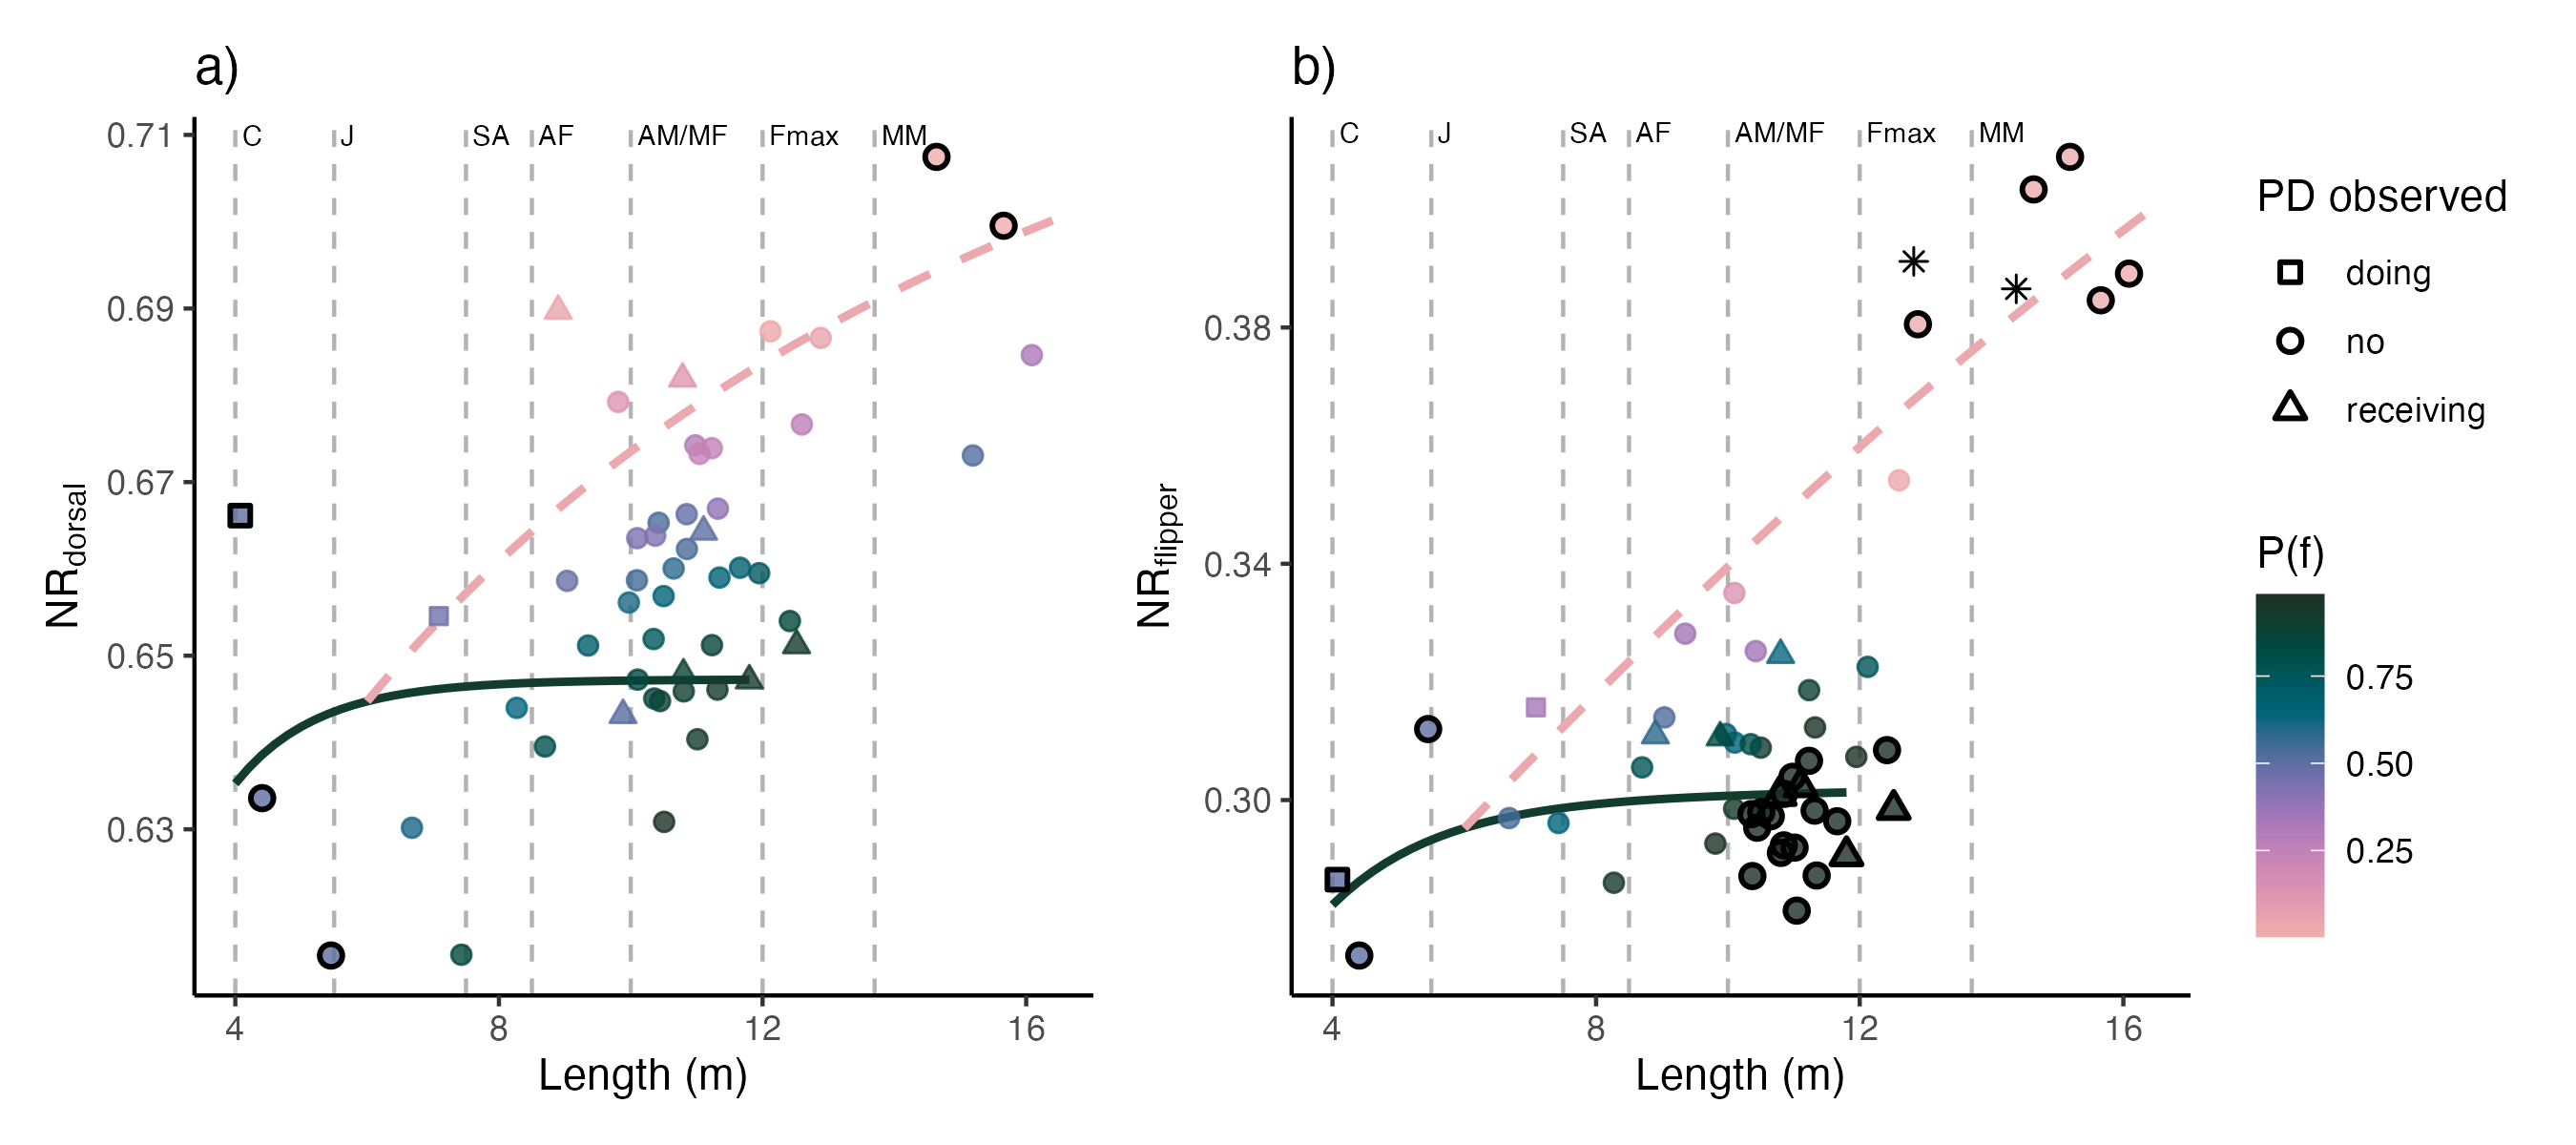 a)
C J SA AF AM/MF Fmax MM
0.71
0.69
0.67
0.65
0.63
NRdorsal
4 8 12 16
Length (m)
b)
C J SA AF AM/MF Fmax MM
0.38
0.34
0.30
NRflipper
4 8 12 16
Length (m)
PD observed
doing
no
receiving
P(f)
0.75
0.50
0.25